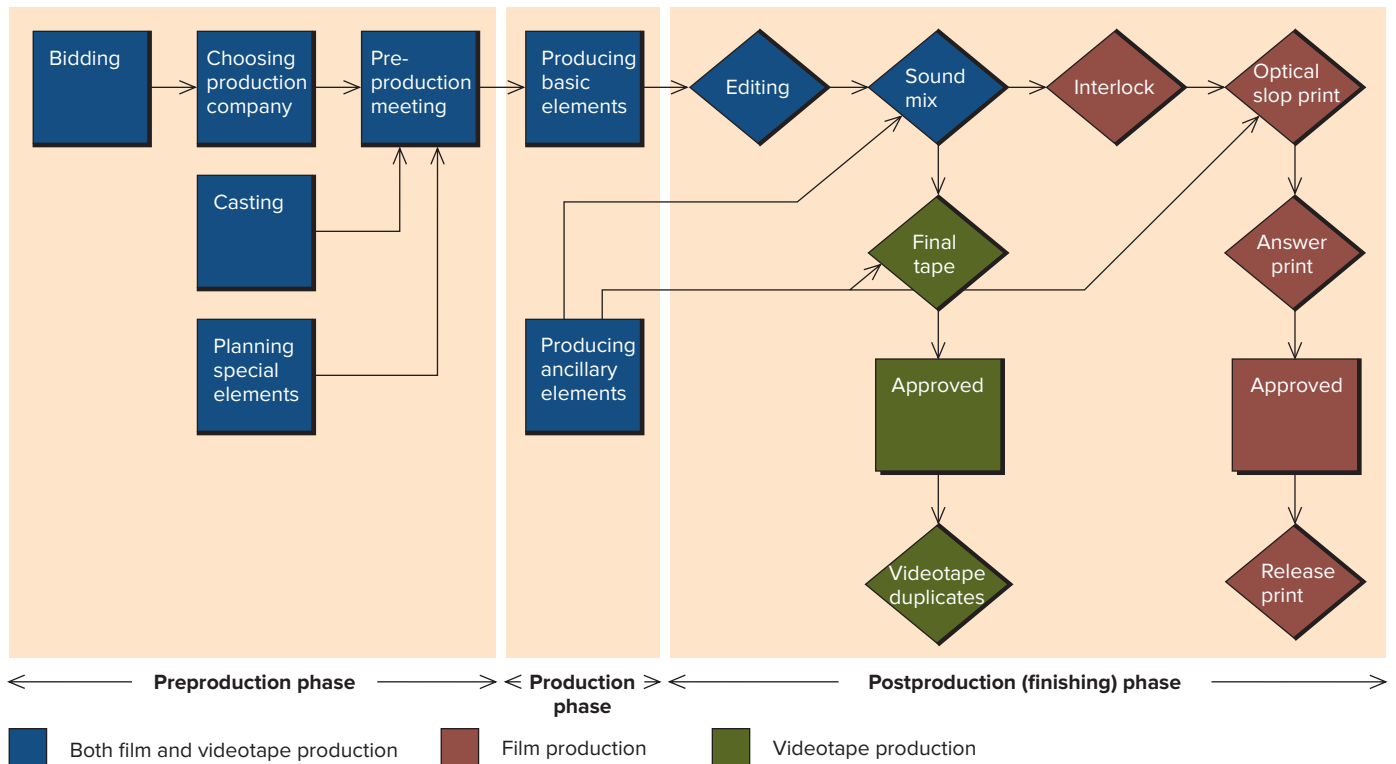 Bidding
Choosing
production
company
Pre-
production
meeting
Producing
basic
elements
Editing
Sound
mix
Interlock
Optical
slop print
Casting
Final
tape
Answer
print
Planning
special
elements
Producing
ancillary
elements
Approved
Approved
Videotape
duplicates
Release
print
Preproduction phase
Production
phase
Postproduction (finishing) phase
Both film and videotape production
Film production
Videotape production